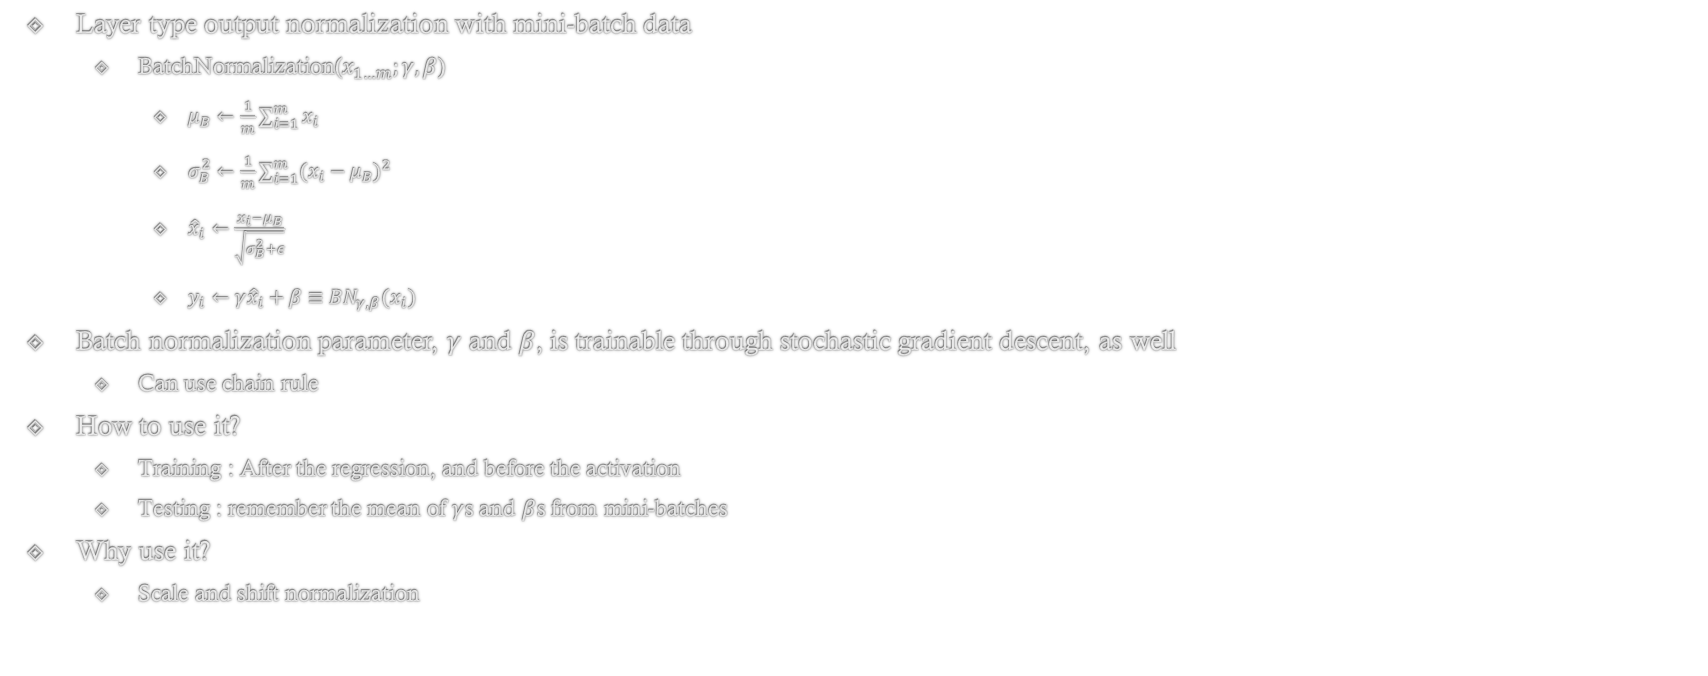 Layer type output normalization with mini-batch data
BatchNormalization(x_{1...m}; γ, β)
μ_B ← \frac{1}{m} ∑_{i=1}^{m} x_i
σ_B^2 ← \frac{1}{m} ∑_{i=1}^{m} (x_i − μ_B)^2
x̂_i ← \frac{x_i − μ_B}{\sqrt{σ_B^2 + ϵ}}
y_i ← γx̂_i + β ≡ BN_{γ,β}(x_i)
Batch normalization parameter, γ and β, is trainable through stochastic gradient descent, as well
Can use chain rule
How to use it?
Training : After the regression, and before the activation
Testing : remember the mean of γs and βs from mini-batches
Why use it?
Scale and shift normalization